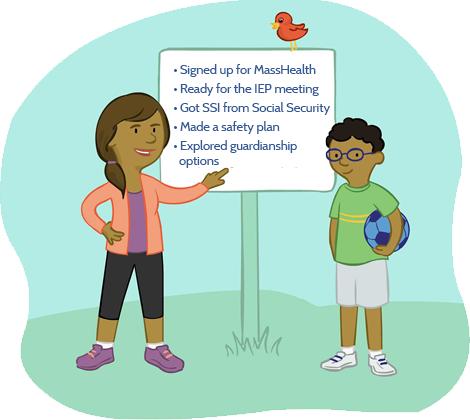 • Signed up for MassHealth
• Ready for the IEP meeting
• Got SSI from Social Security
• Made a safety plan
• Explored guardianship
options